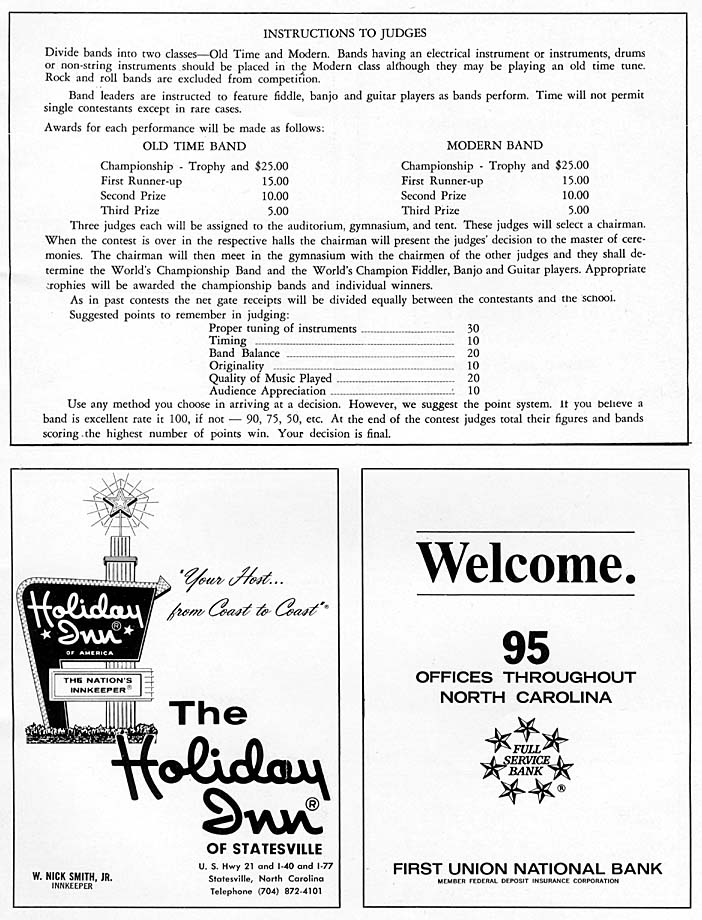 INSTRUCTIONS TO JUDGES
Divide bands into two classes—Old Time and Modern. Bands having an electrical instrument or instruments, drums
or non-string instruments should be placed in the Modern class although they may be playing an old time tune.
Rock and roll bands are excluded from competition.
Band leaders are instructed to feature fiddle, banjo and guitar players as bands perform. Time will not permit
single contestants except in rare cases.
Awards for each performance will be made as follows:
OLD TIME BAND
Championship - Trophy and $25.00
First Runner-up 15.00
Second Prize 10.00
Third Prize 5.00
MODERN BAND
Championship - Trophy and $25.00
First Runner-up 15.00
Second Prize 10.00
Third Prize 5.00
Three judges each will be assigned to the auditorium, gymnasium, and tent. These judges will select a chairman.
When the contest is over in the respective halls the chairman will present the judges' decision to the master of cere-
monies. The chairman will then meet in the gymnasium with the chairmen of the other judges and they shall de-
termine the World's Championship Band and the World's Champion Fiddler, Banjo and Guitar players. Appropriate
trophies will be awarded the championship bands and individual winners.
As in past contests the net gate receipts will be divided equally between the contestants and the school.
Suggested points to remember in judging:
Proper tuning of instruments 30
Timing 10
Band Balance 20
Originality 10
Quality of Music Played 20
Audience Appreciation 10
Use any method you choose in arriving at a decision. However, we suggest the point system. If you believe a
band is excellent rate it 100, if not — 90, 75, 50, etc. At the end of the contest judges total their figures and bands
scoring the highest number of points win. Your decision is final.
"Your Host...
from Coast to Coast"®
Holiday
Inn®
OF AMERICA
THE NATION'S
INNKEEPER®
The
Holiday
Inn®
OF STATESVILLE
U. S. Hwy 21 and I-40 and I-77
Statesville, North Carolina
Telephone (704) 872-4101
W. NICK SMITH, JR.
INNKEEPER
Welcome.
95
OFFICES THROUGHOUT
NORTH CAROLINA
FULL
SERVICE
BANK
®
FIRST UNION NATIONAL BANK
MEMBER FEDERAL DEPOSIT INSURANCE CORPORATION